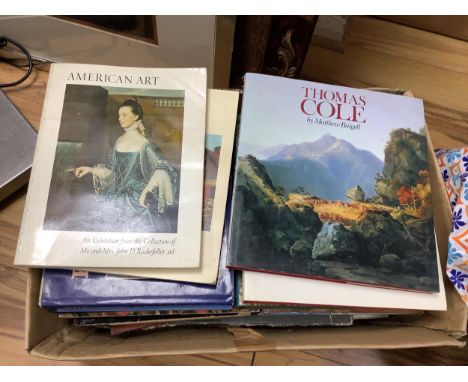 AMERICAN ART
An Exhibition from the Collection of
Mr. and Mrs. John D. Rockefeller 3rd
THOMAS
COLE
by Matthew Baigell